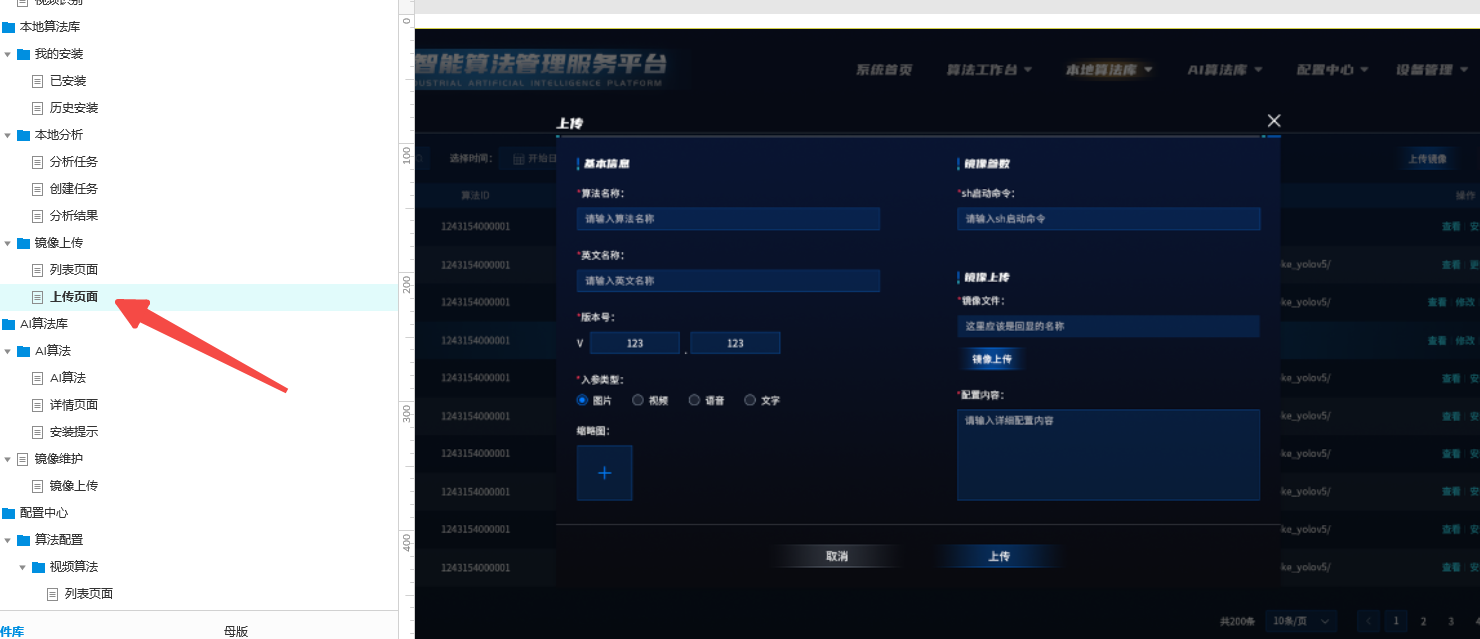 视频识别
本地算法库
我的安装
已安装
历史安装
本地分析
分析任务
创建任务
分析结果
镜像上传
列表页面
上传页面
AI算法库
AI算法
AI算法
详情页面
安装提示
镜像维护
镜像上传
配置中心
算法配置
视频算法
列表页面
件库
母版
0
100
200
300
400
智能算法管理服务平台
USTRIAL ARTIFICIAL INTELLIGENCE PLATFORM
系统首页
算法工作台
本地算法库
AI算法库
配置中心
设备管理
选择时间：
开始日
上传镜像
算法ID
操作
1243154000001
查看
安
1243154000001
ke_yolov5/
查看
更
1243154000001
ke_yolov5/
查看
修改
1243154000001
查看
修改
1243154000001
ke_yolov5/
查看
安
1243154000001
ke_yolov5/
查看
安
1243154000001
ke_yolov5/
查看
安
1243154000001
ke_yolov5/
查看
安
1243154000001
ke_yolov5/
查看
安
1243154000001
ke_yolov5/
查看
安
上传
基本信息
*算法名称：
请输入算法名称
*英文名称：
请输入英文名称
*版本号：
V 123 . 123
*入参类型：
图片
视频
语音
文字
缩略图：
镜像参数
*sh启动命令：
请输入sh启动命令
镜像上传
*镜像文件：
这里应该是回显的名称
镜像上传
*配置内容：
请输入详细配置内容
取消
上传
共200条
10条/页
1
2
3